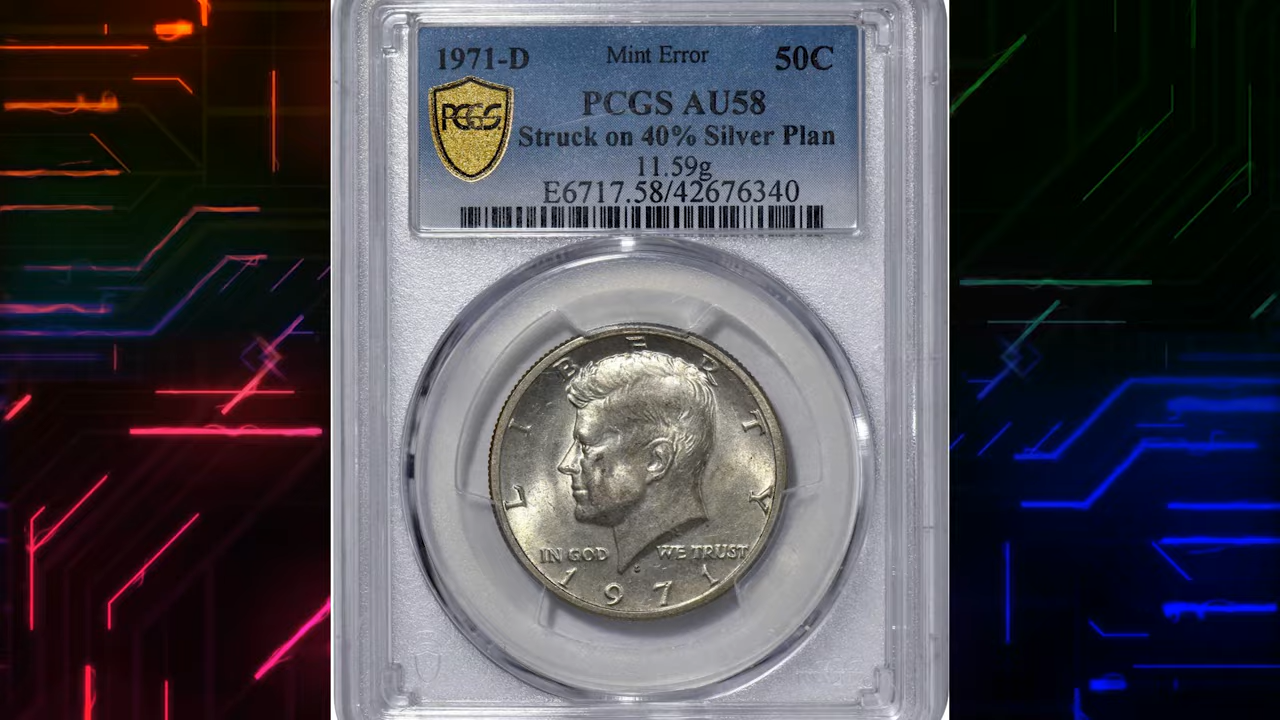 1971-D Mint Error 50C
PCGS AU58
PCGS
Struck on 40% Silver Plan
11.59g
E6717.58/42676340
LIBERTY
IN GOD WE TRUST
1971